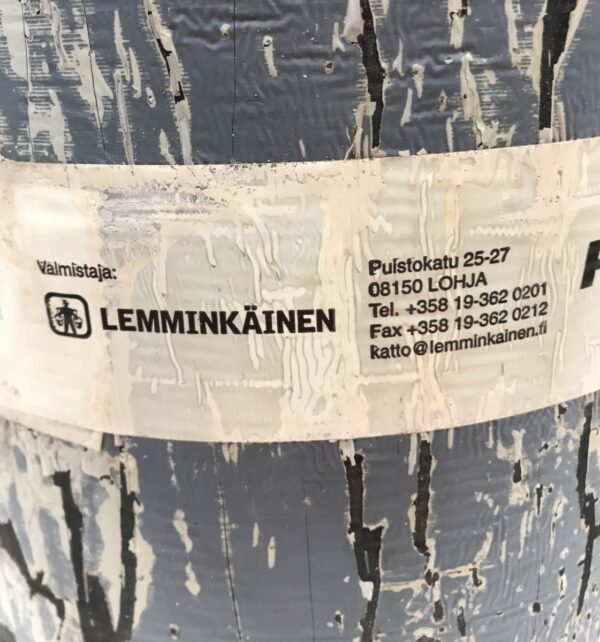 Valmistaja:
LEMMINKÄINEN
Puistokatu 25-27
08150 LOHJA
Tel. +358 19-362 0201
Fax +358 19-362 0212
katto@lemminkainen.fi